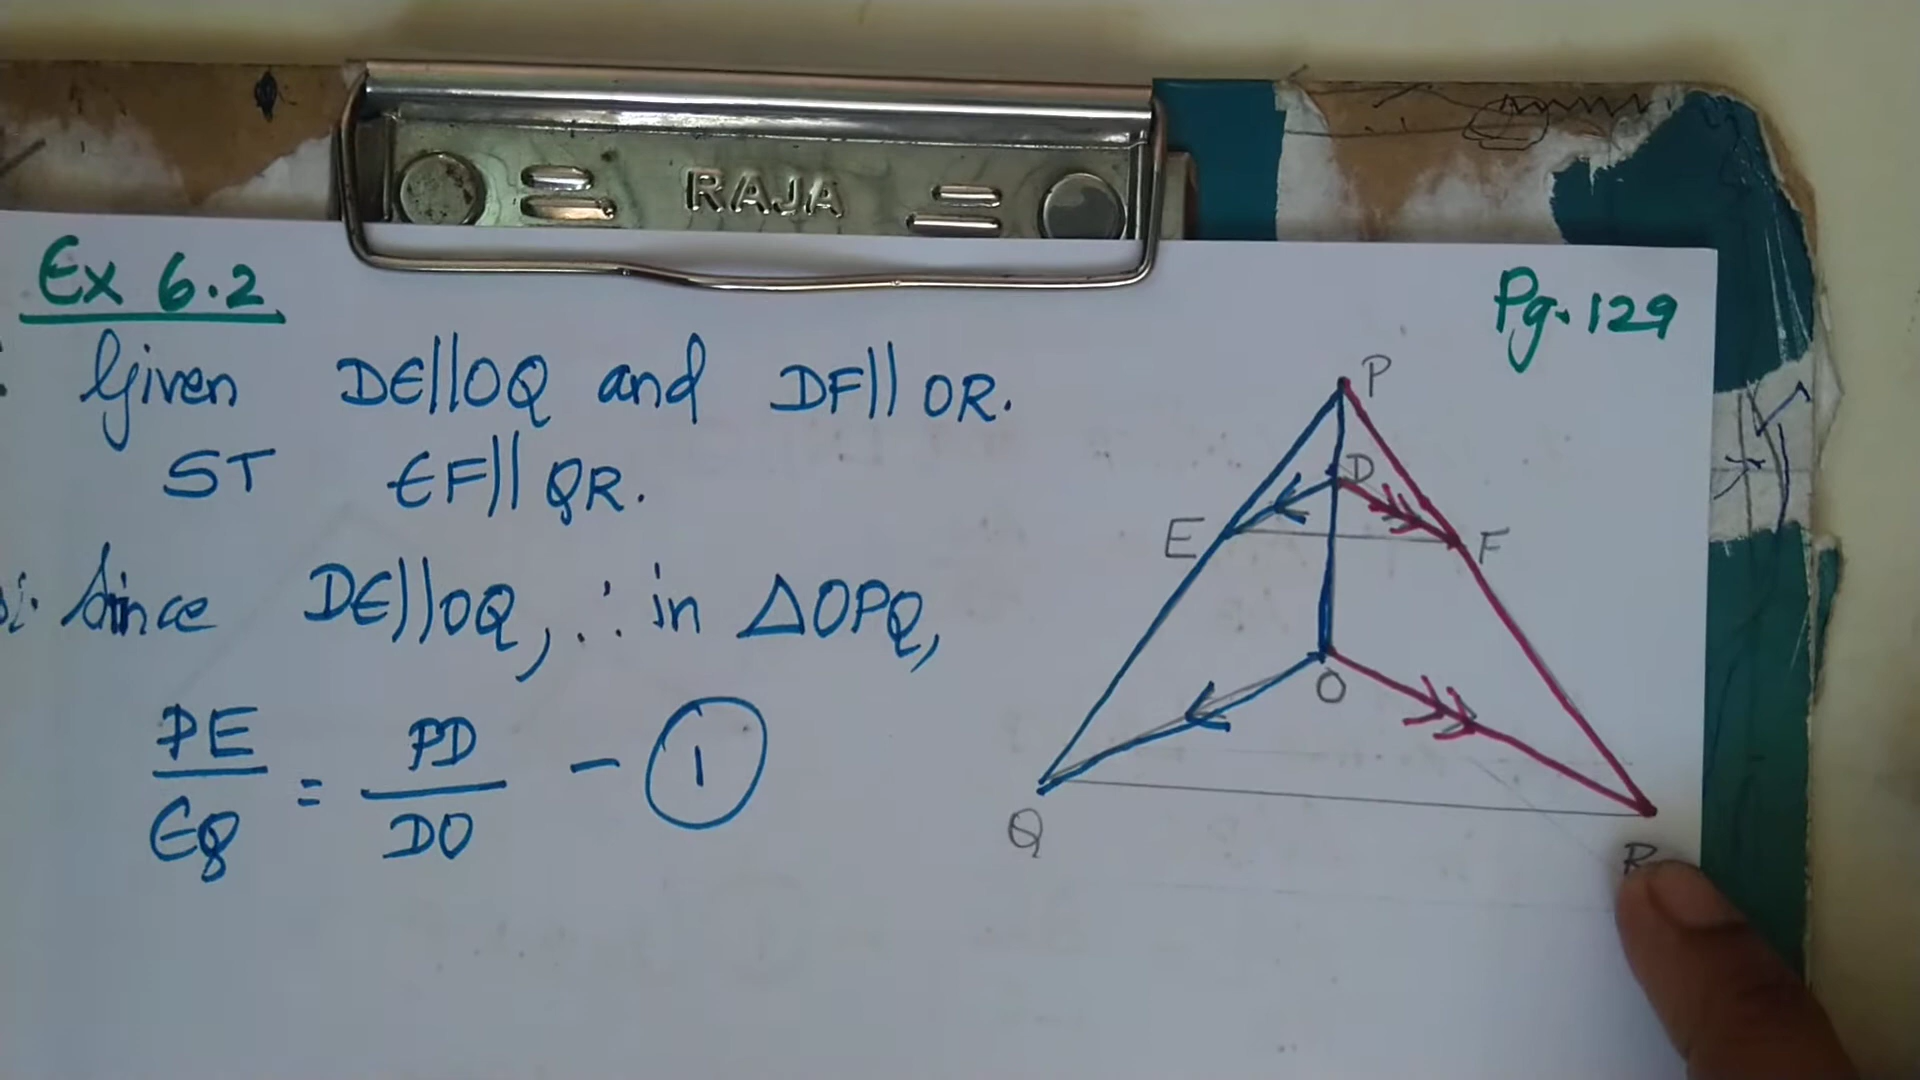 RAJA
Ex 6.2
Pg. 129
Given DE||OQ and DF|| OR.
ST EF|| QR.
Since DE||OQ, ∴ in △OPQ,
PE/EQ = PD/DO - ①
P
D
E
F
O
Q
R